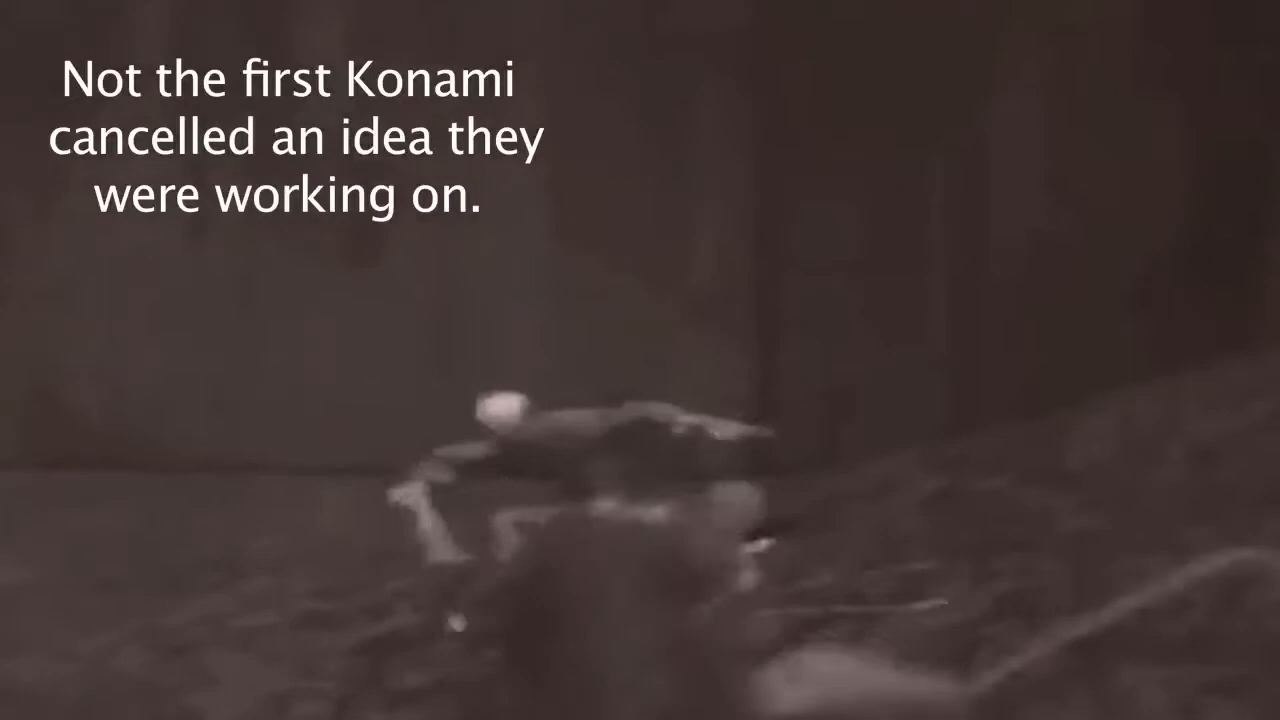 Not the first Konami
cancelled an idea they
were working on.